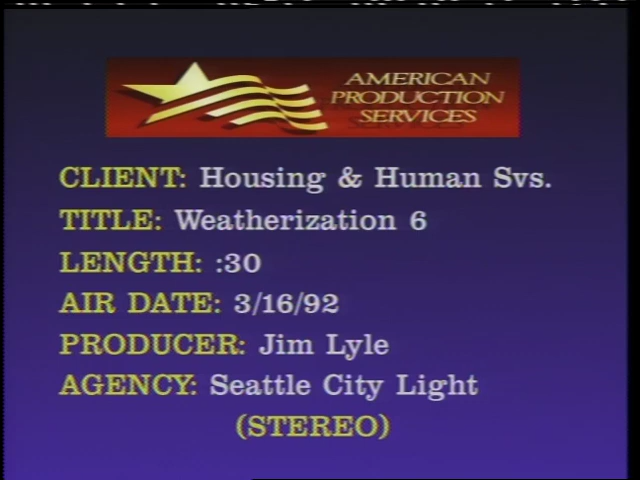 AMERICAN
PRODUCTION
SERVICES
CLIENT: Housing & Human Svs.
TITLE: Weatherization 6
LENGTH: :30
AIR DATE: 3/16/92
PRODUCER: Jim Lyle
AGENCY: Seattle City Light
(STEREO)